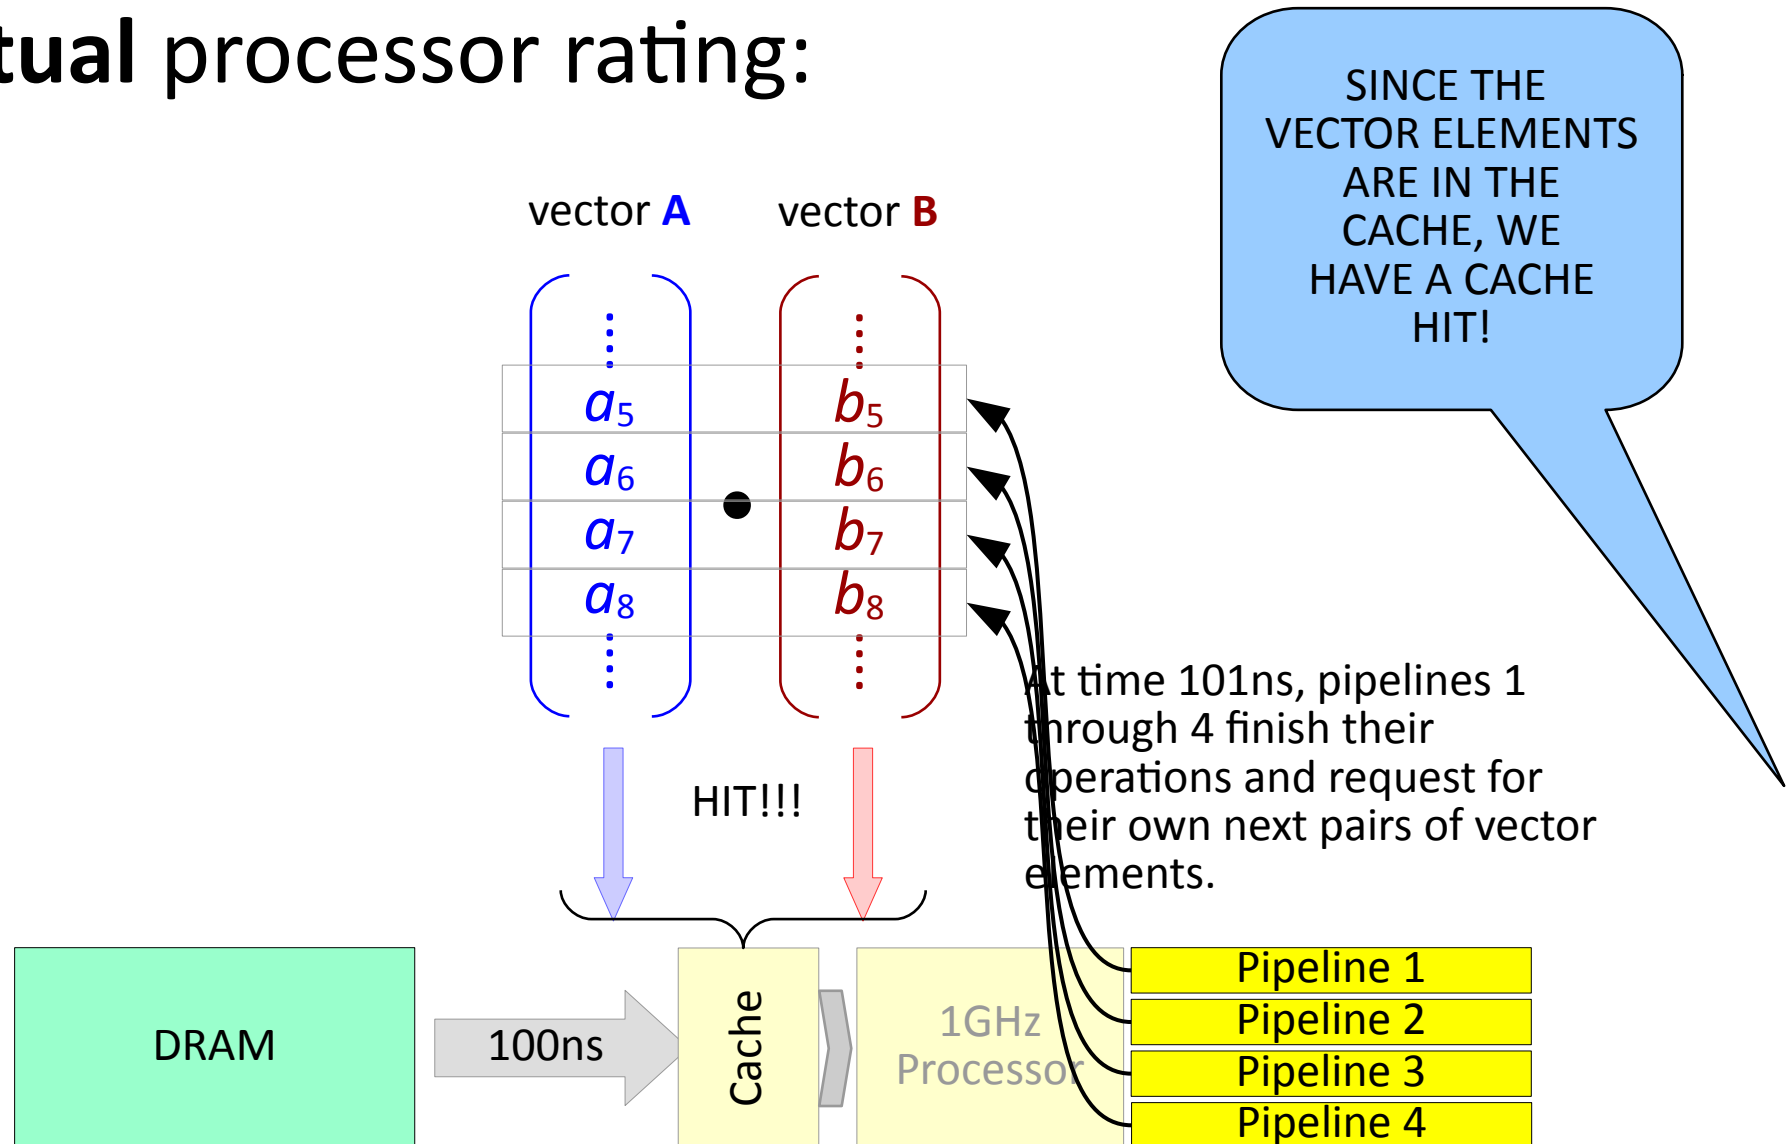 tual processor rating:
SINCE THE
VECTOR ELEMENTS
ARE IN THE
CACHE, WE
HAVE A CACHE
HIT!
vector A vector B
a5 b5
a6 b6
a7 b7
a8 b8
At time 101ns, pipelines 1
through 4 finish their
operations and request for
their own next pairs of vector
elements.
HIT!!!
DRAM
100ns
Cache
1GHz
Processor
Pipeline 1
Pipeline 2
Pipeline 3
Pipeline 4